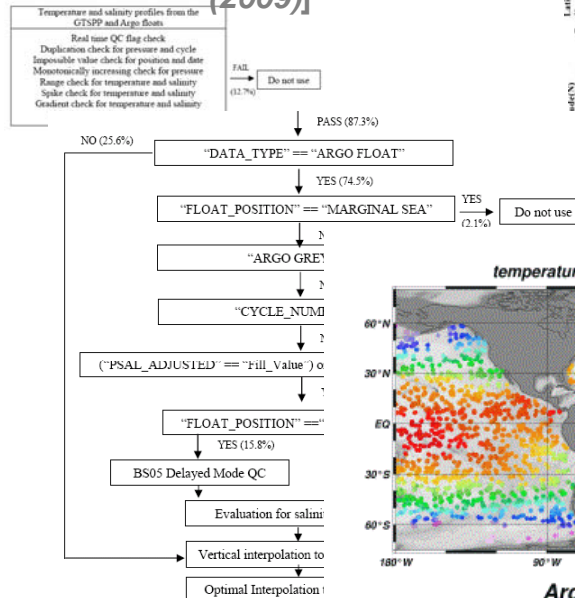 (2009)]
Temperature and salinity profiles from the
GTSPP and Argo floats
Real time QC flag check
Duplication check for pressure and cycle
Impossible value check for position and date
Monotonically increasing check for pressure
Range check for temperature and salinity
Spike check for temperature and salinity
Gradient check for temperature and salinity
FAIL
(12.7%)
Do not use
PASS (87.3%)
NO (25.6%)
“DATA_TYPE” == “ARGO FLOAT”
YES (74.5%)
“FLOAT_POSITION” == “MARGINAL SEA”
YES
(2.1%)
Do not use
N
“ARGO GREY
N
“CYCLE_NUM
N
(“PSAL_ADJUSTED” == “Fill_Value”) o
“FLOAT_POSITION” ==“
YES (15.8%)
BS05 Delayed Mode QC
Evaluation for salini
Vertical interpolation to
Optimal Interpolation t
temperatu
60°N
30°N
EQ
30°S
60°S
180°W
90°W
Arg